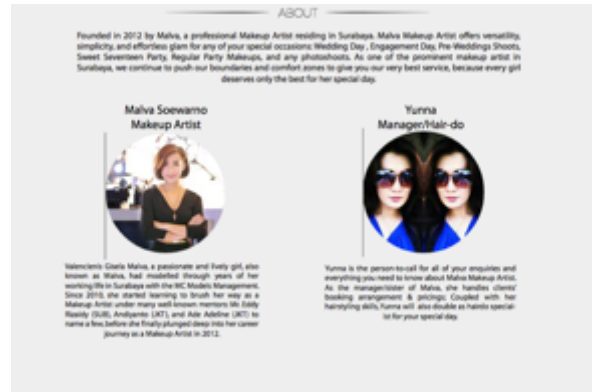 ABOUT
Founded in 2012 by Malva, a professional Makeup Artist residing in Surabaya. Malva Makeup Artist offers versatility,
simplicity, and effortless glam for any of your special occasions: Wedding Day , Engagement Day, Pre-Weddings Shoots,
Sweet Seventeen Party, Regular Party Makeups, and any photoshoots. As one of the prominent makeup artist in
Surabaya, we continue to push our boundaries and comfort zones to give you our very best service, because every girl
deserves only the best for her special day.
Malva Soewarno
Makeup Artist
Valencienis Gisela Malva, a passionate and lively girl, also
known as Malva, had modelled through years of her
working life in Surabaya with the MC Models Management.
Since 2010, she started learning to brush her way as a
Makeup Artist under many well-known mentors Mr. Eddy
(SUB), Andiyanto (JKT), and Ade Adeline (JKT) to
name a few, before she finally plunged deep into her career
journey as a Makeup Artist in 2012.
Yunna
Manager/Hair-do
Yunna is the person-to-call for all of your enquiries and
everything you need to know about Malva Makeup Artist.
As the manager/sister of Malva, she handles clients'
booking arrangement & pricings; Coupled with her
hairstyling skills, Yunna will also double as hairdo special-
ist for your special day.